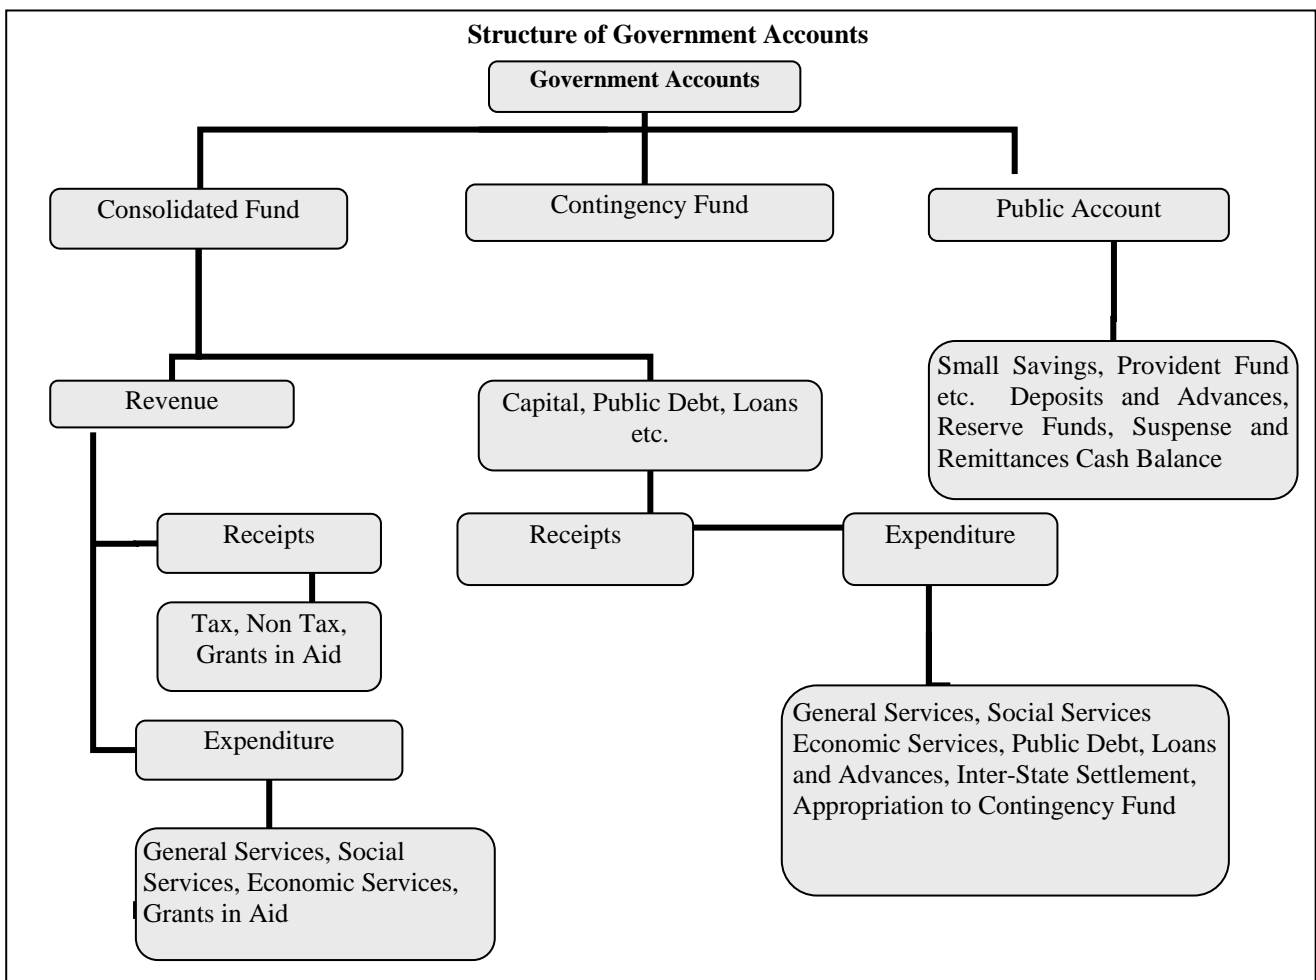 Structure of Government Accounts
Government Accounts
Consolidated Fund
Contingency Fund
Public Account
Small Savings, Provident Fund
etc. Deposits and Advances,
Reserve Funds, Suspense and
Remittances Cash Balance
Revenue
Capital, Public Debt, Loans
etc.
Receipts
Receipts
Expenditure
Tax, Non Tax,
Grants in Aid
Expenditure
General Services, Social Services
Economic Services, Public Debt, Loans
and Advances, Inter-State Settlement,
Appropriation to Contingency Fund
General Services, Social
Services, Economic Services,
Grants in Aid